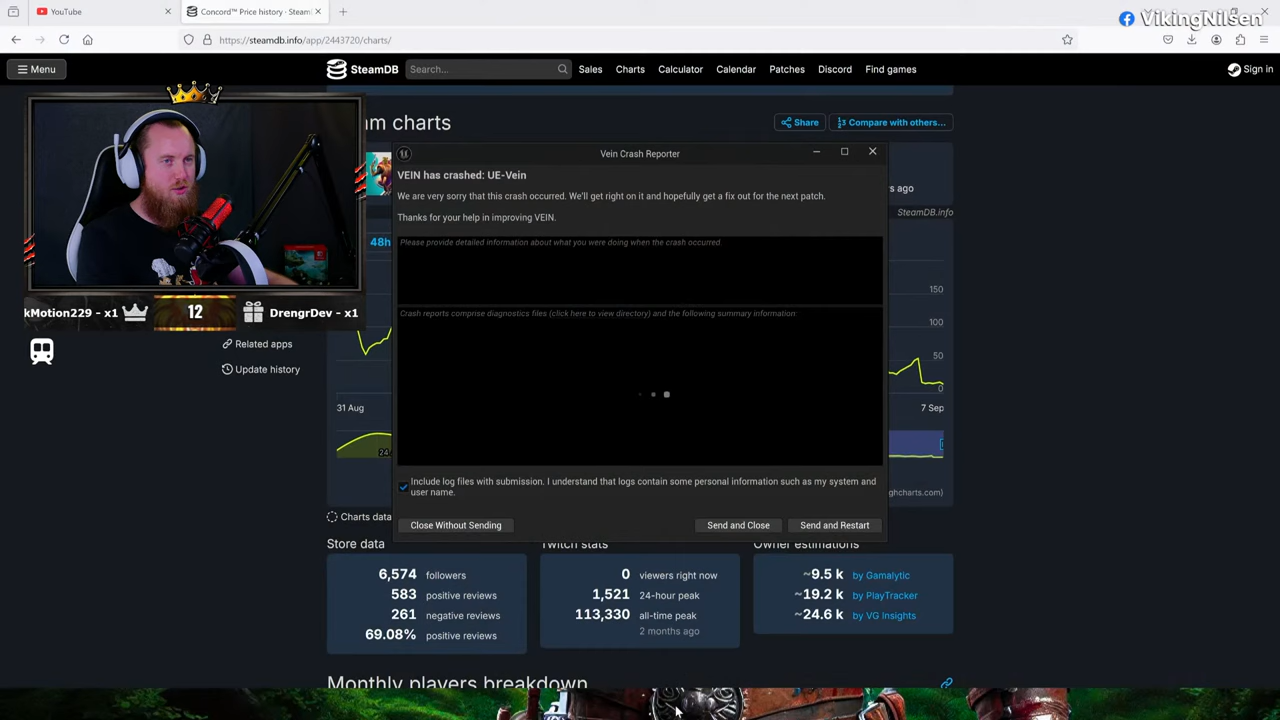 YouTube
Concord™ Price history · Steam
VikingNilsen
https://steamdb.info/app/2443720/charts/
Menu
SteamDB
Search...
Sales
Charts
Calculator
Calendar
Patches
Discord
Find games
Sign in
am charts
Share
Compare with others...
Vein Crash Reporter
VEIN has crashed: UE-Vein
We are very sorry that this crash occurred. We'll get right on it and hopefully get a fix out for the next patch.
Thanks for your help in improving VEIN.
Please provide detailed information about what you were doing when the crash occurred.
Crash reports comprise diagnostics files (click here to view directory) and the following summary information:
Include log files with submission. I understand that logs contain some personal information such as my system and
user name.
Close Without Sending
Send and Close
Send and Restart
rs ago
SteamDB.info
48h
150
100
50
0
31 Aug
7 Sep
24
ghcharts.com)
kMotion229 - x1
12
DrengrDev - x1
Related apps
Update history
Charts data
Store data
6,574 followers
583 positive reviews
261 negative reviews
69.08% positive reviews
Twitch stats
0 viewers right now
1,521 24-hour peak
113,330 all-time peak
2 months ago
Owner estimations
~9.5 k by Gamalytic
~19.2 k by PlayTracker
~24.6 k by VG Insights
Monthly players breakdown